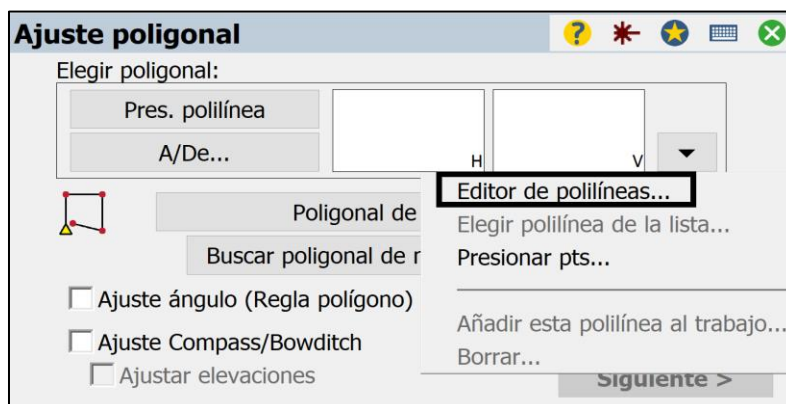 Ajuste poligonal
?
Elegir poligonal:
Pres. polilínea
A/De...
H
V
Editor de polilíneas...
Elegir polilínea de la lista...
Presionar pts...
Añadir esta polilínea al trabajo...
Borrar...
Poligonal de
Buscar poligonal de r
Ajuste ángulo (Regla polígono)
Ajuste Compass/Bowditch
Ajustar elevaciones
Siguiente >